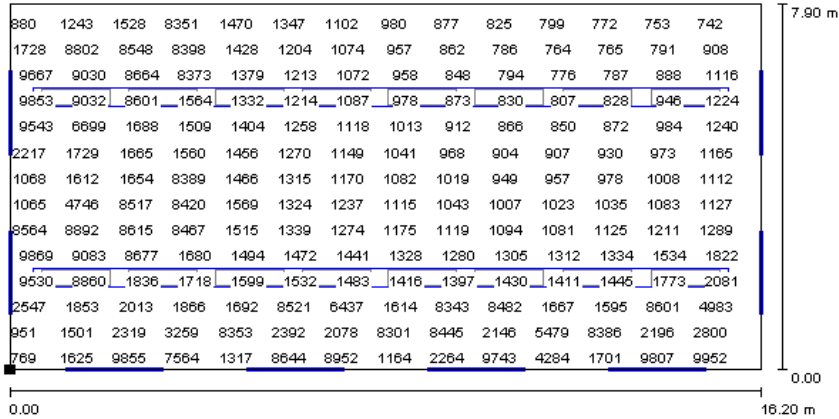 880 1243 1528 8351 1470 1347 1102 980 877 825 799 772 753 742
7.90 m
1728 8802 8548 8398 1428 1204 1074 957 862 786 764 765 791 908
9667 9030 8664 8373 1379 1213 1072 958 848 794 776 787 888 1116
9853 9032 8601 1564 1332 1214 1087 978 873 830 807 828 946 1224
9543 6699 1688 1509 1404 1258 1118 1013 912 866 850 872 984 1240
2217 1729 1665 1560 1456 1270 1149 1041 968 904 907 930 973 1165
1068 1612 1654 8389 1466 1315 1170 1082 1019 949 957 978 1008 1112
1065 4746 8517 8420 1569 1324 1237 1115 1043 1007 1023 1035 1083 1127
8564 8892 8615 8467 1515 1339 1274 1175 1119 1094 1081 1125 1211 1289
9869 9083 8677 1680 1494 1472 1441 1328 1280 1305 1312 1334 1534 1822
9530 8860 1836 1718 1599 1532 1483 1416 1397 1430 1411 1445 1773 2081
2547 1853 2013 1866 1692 8521 6437 1614 8343 8482 1667 1595 8601 4983
951 1501 2319 3259 8353 2392 2078 8301 8445 2146 5479 8386 2196 2800
769 1625 9855 7564 1317 8644 8952 1164 2264 9743 4284 1701 9807 9952
0.00
0.00 16.20 m